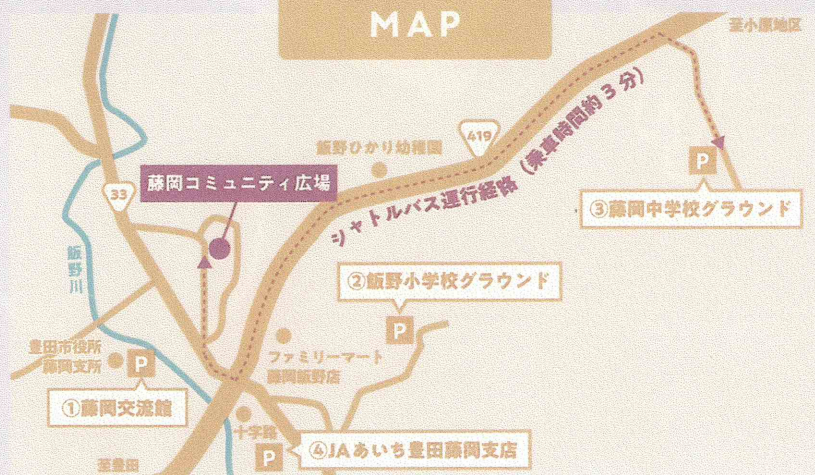 MAP
至小原地区
419
飯野ひかり幼稚園
シャトルバス運行経路（乗車時間約3分）
P
③藤岡中学校グラウンド
藤岡コミュニティ広場
33
飯野川
②飯野小学校グラウンド
P
ファミリーマート
藤岡飯野店
豊田市役所
藤岡支所
P
①藤岡交流館
十字路
P
④JAあいち豊田藤岡支店
至豊田